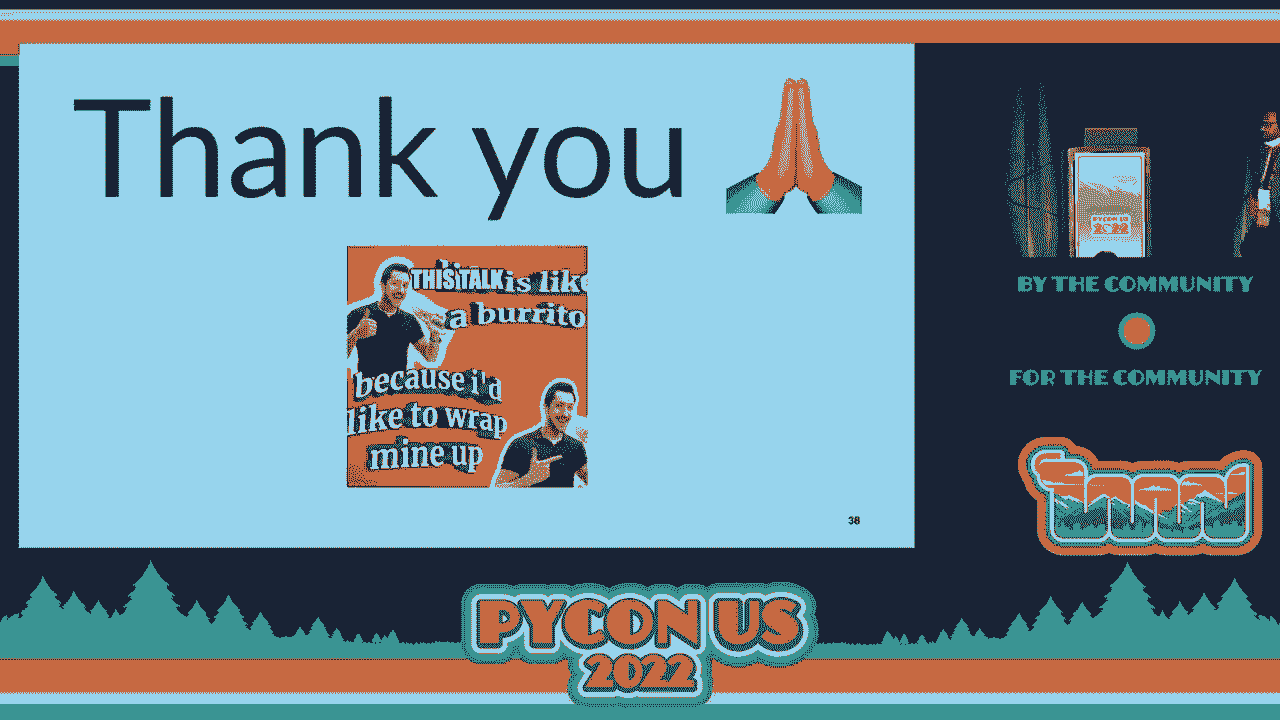 Thank you
THIS TALK is like
a burrito
because i'd
like to wrap
mine up
38
PYCON US
2022
BY THE COMMUNITY
FOR THE COMMUNITY
PYCON US
2022